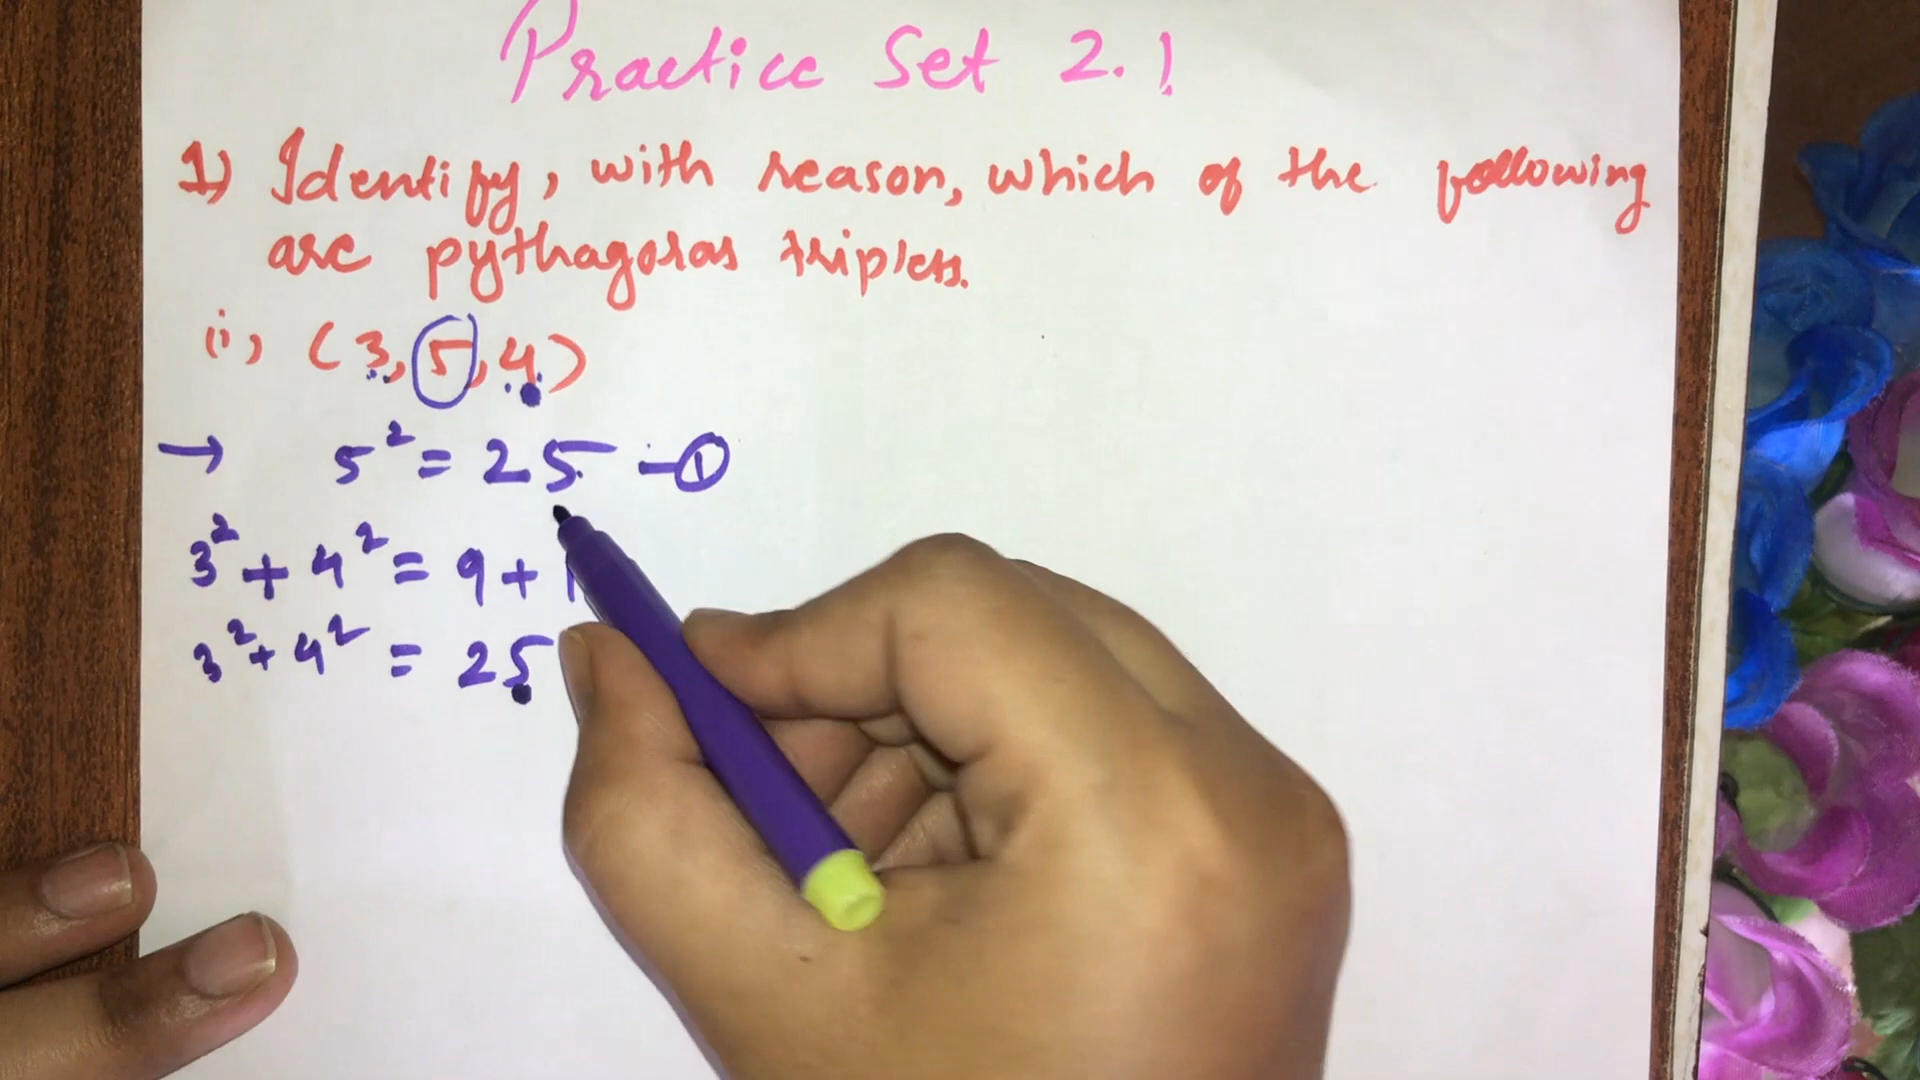 Practice Set 2.1
1) Identify, with reason, which of the following
are pythagoras triplets.
(i) (3, 5, 4)
→ 5² = 25 —①
3² + 4² = 9 + 1
3² + 4² = 25